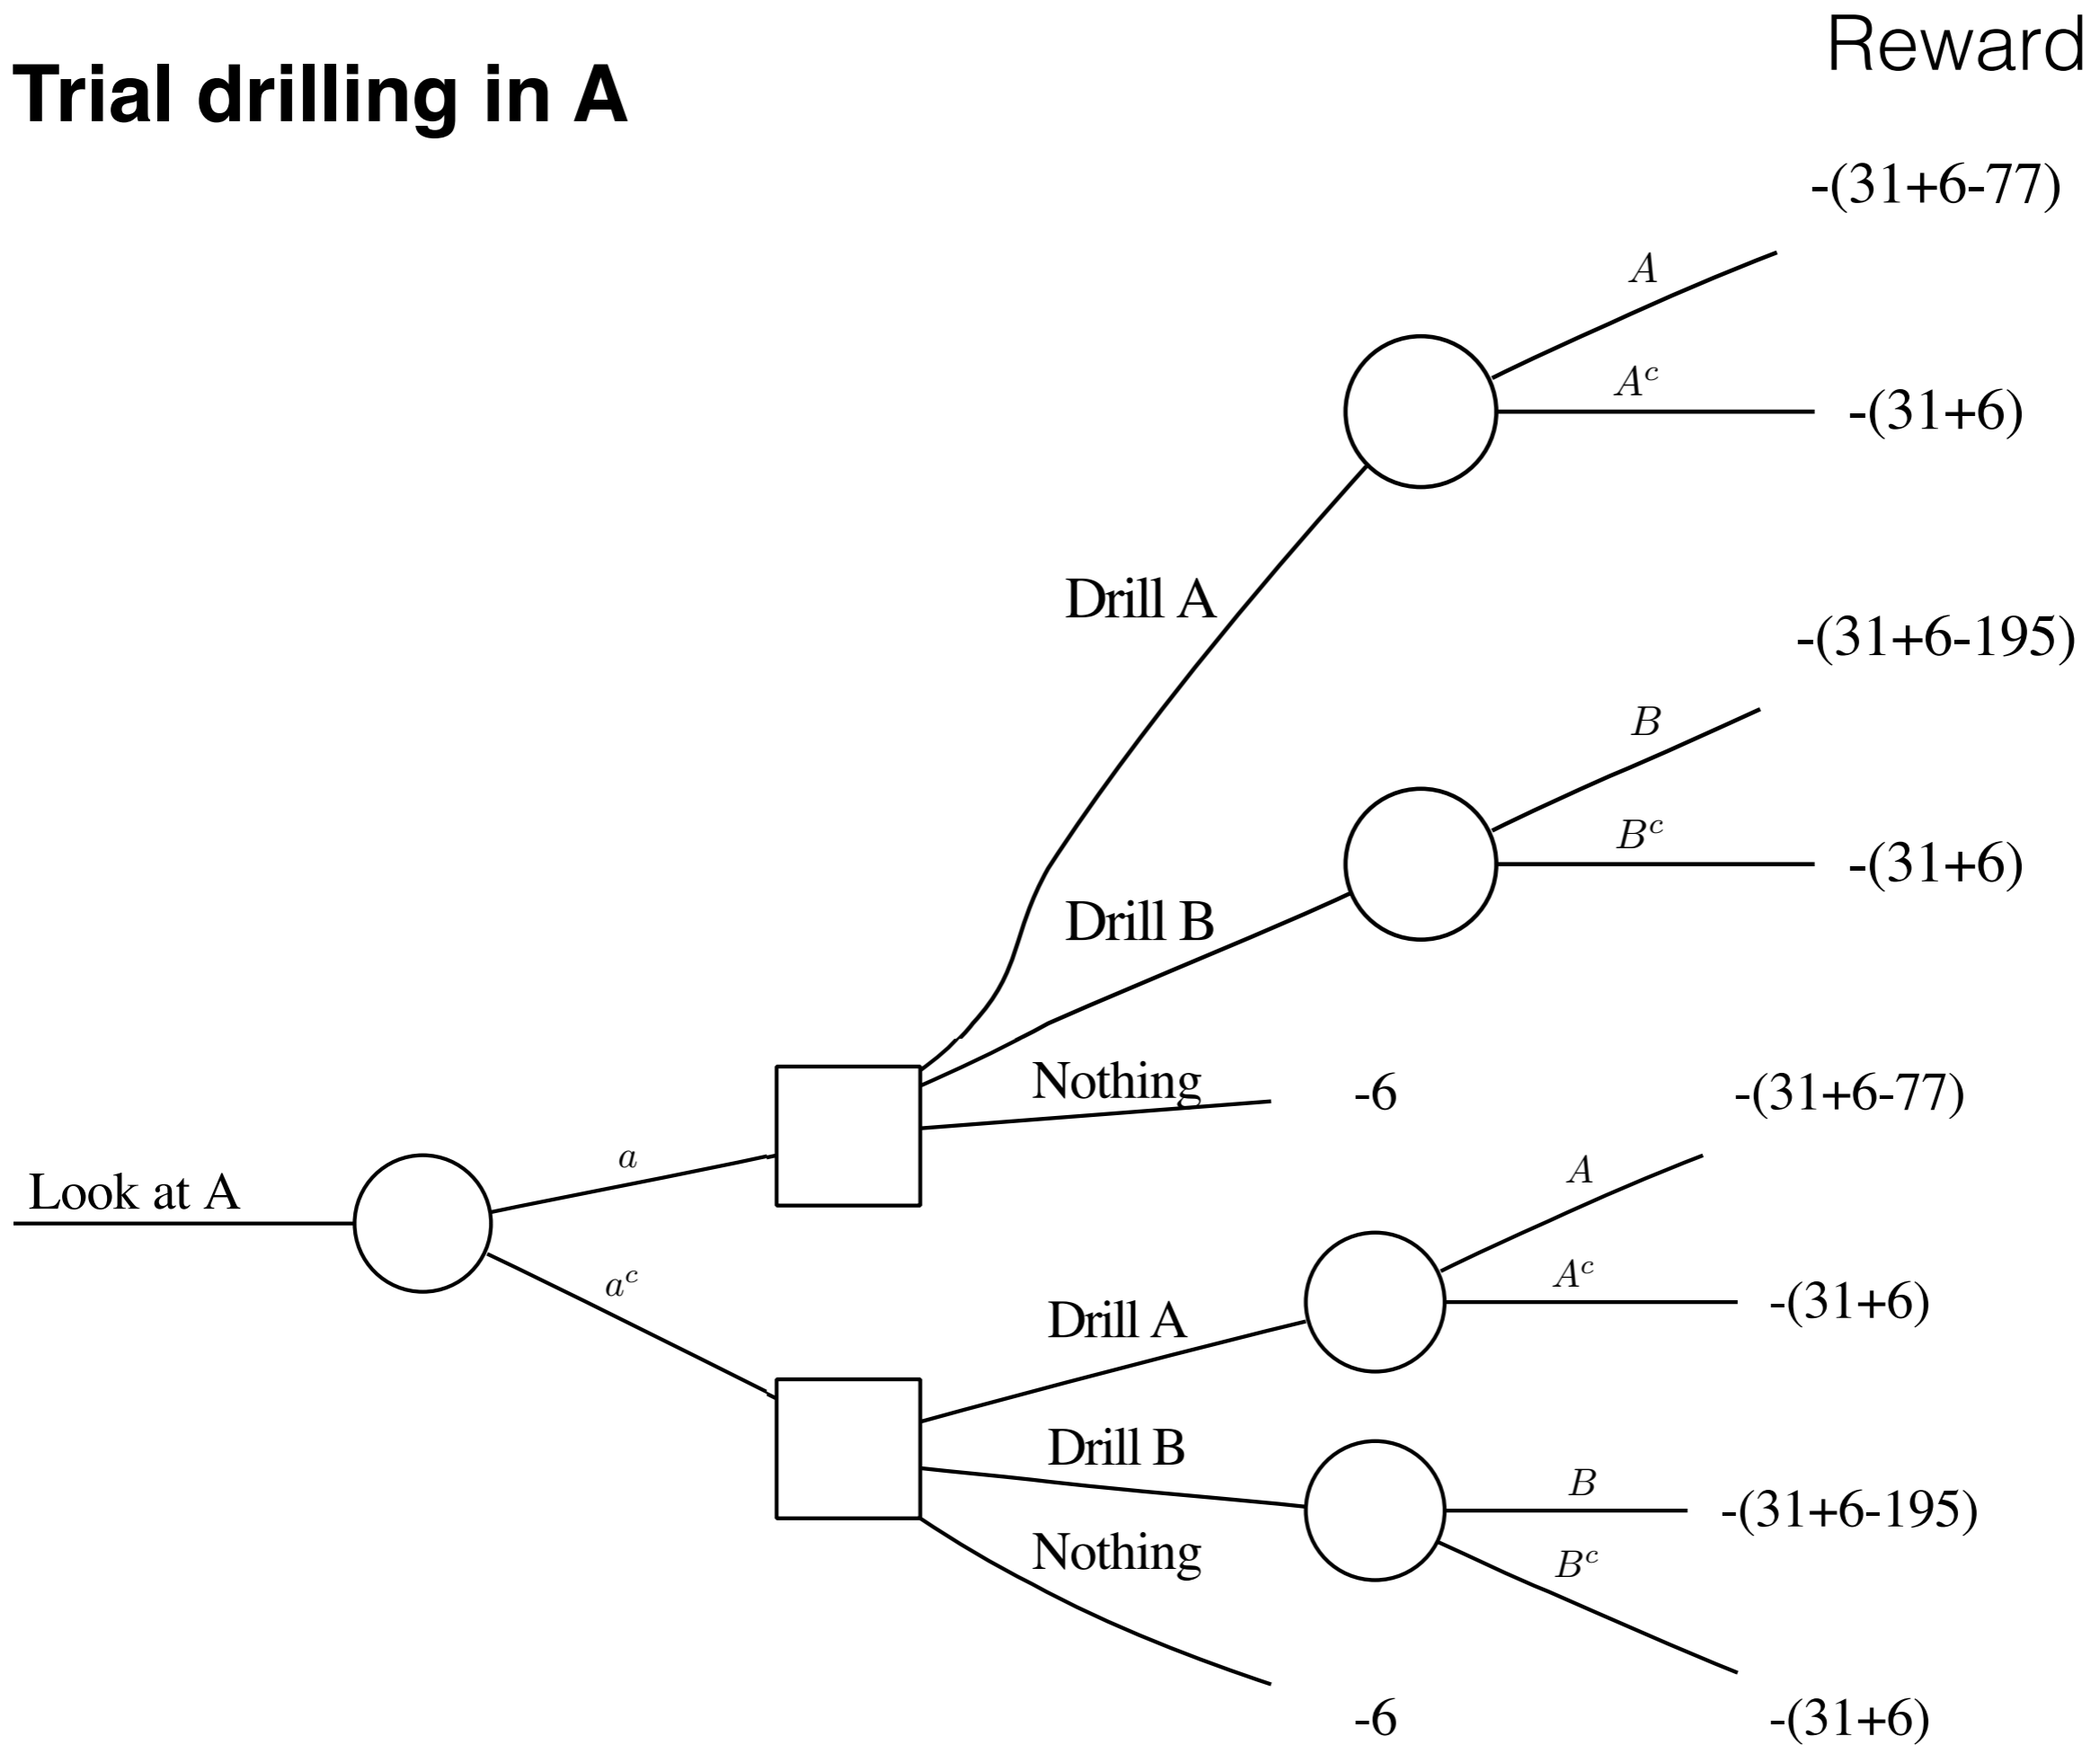 Reward
Trial drilling in A
-(31+6-77)
A
A^c
-(31+6)
Drill A
-(31+6-195)
B
B^c
-(31+6)
Drill B
Nothing
-6
-(31+6-77)
a
A
Look at A
a^c
A^c
-(31+6)
Drill A
Drill B
B
-(31+6-195)
Nothing
B^c
-6
-(31+6)